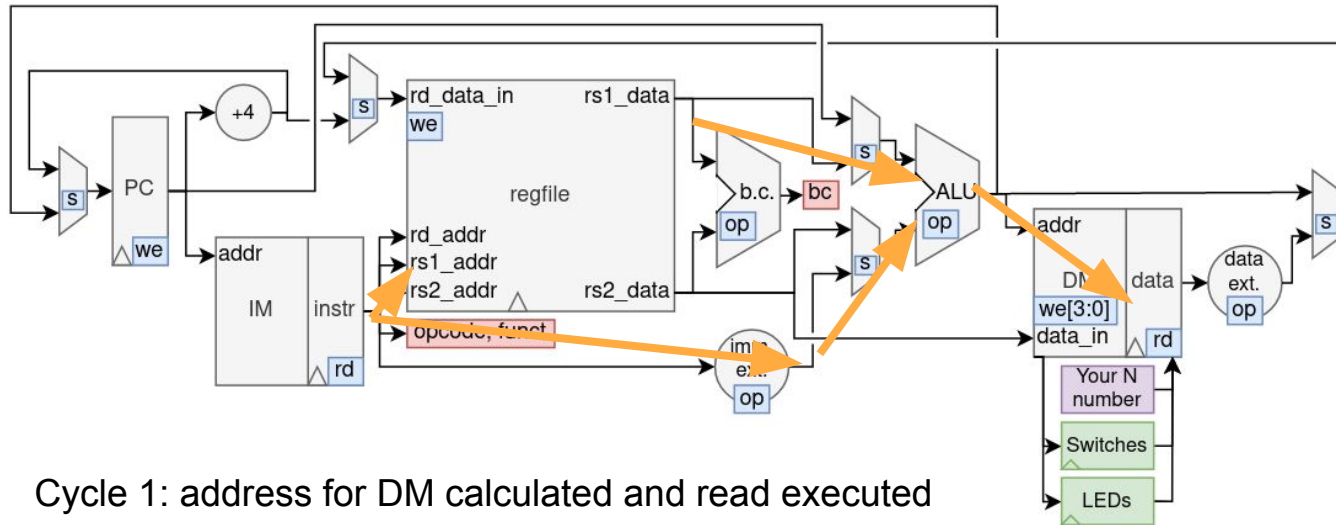 +4
s
rd_data_in
rs1_data
we
s
PC
s
we
regfile
b.c.
op
bc
s
ALU
op
s
rd_addr
rs1_addr
rs2_addr
rs2_data
addr
IM
instr
rd
opcode, funct
imm
ext.
op
addr
data
we[3:0]
data_in
rd
data
ext.
op
s
Your N
number
Switches
LEDs
Cycle 1: address for DM calculated and read executed